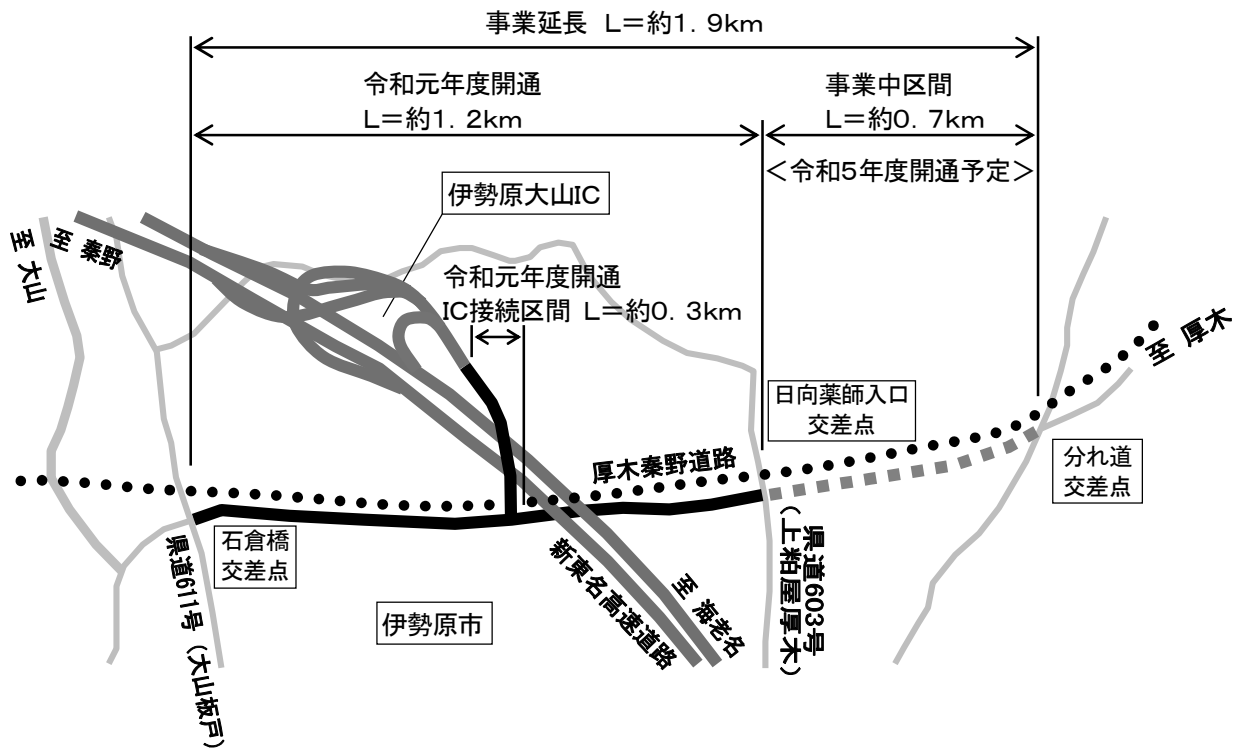 事業延長 L=約1.9km
令和元年度開通
L=約1.2km
事業中区間
L=約0.7km
<令和5年度開通予定>
伊勢原大山IC
至 大山
至 秦野
令和元年度開通
IC接続区間 L=約0.3km
至 厚木
日向薬師入口
交差点
厚木秦野道路
分れ道
交差点
石倉橋
交差点
県道611号(大山板戸)
新東名高速道路
至 海老名
県道603号
(上粕屋厚木)
伊勢原市